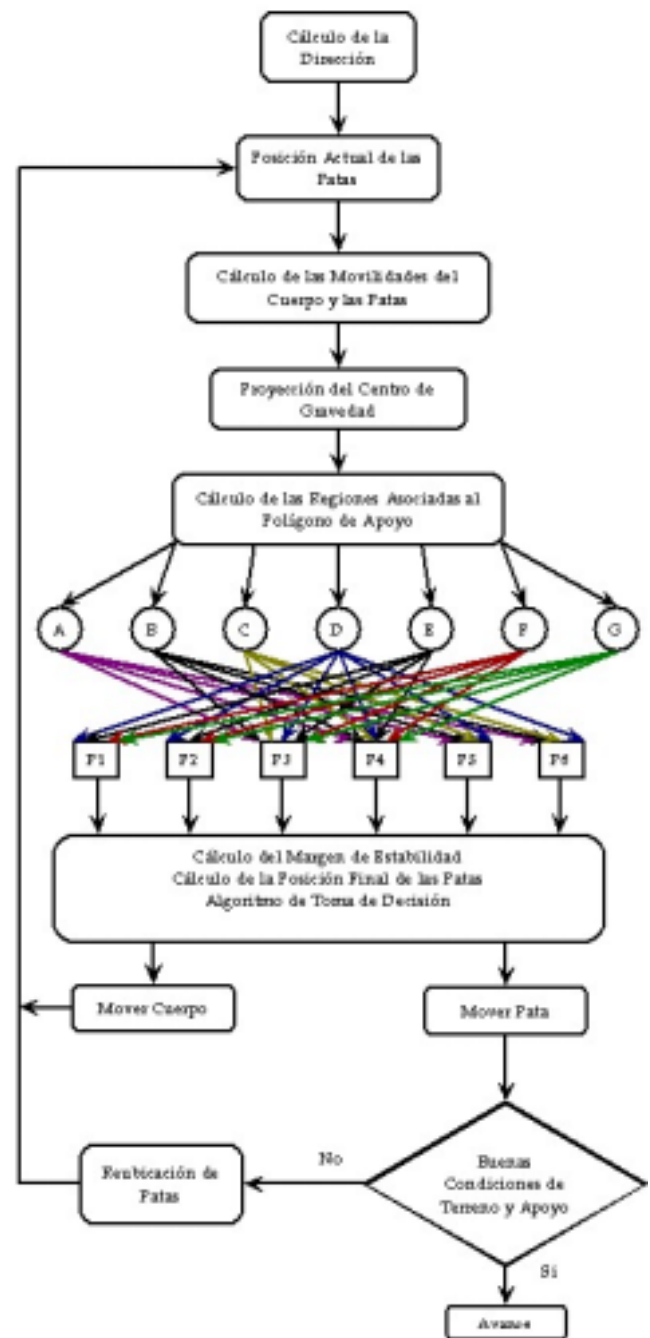 Cálculo de la
Dirección
Posición Actual de las
Patas
Cálculo de las Movilidades del
Cuerpo y las Patas
Proyección del Centro de
Gravedad
Cálculo de las Regiones Asociadas al
Polígono de Apoyo
A B C D E F G
P1 P2 P3 P4 P5 P6
Cálculo del Margen de Estabilidad
Cálculo de la Posición Final de las Patas
Algoritmo de Toma de Decisión
Mover Cuerpo
Mover Pata
No
Reubicación de
Patas
Buenas
Condiciones de
Terreno y Apoyo
Si
Avance